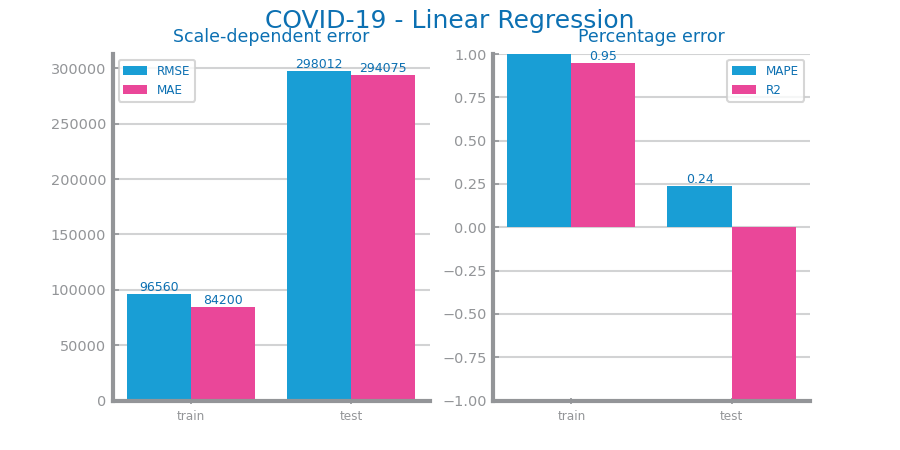 COVID-19 - Linear Regression
Scale-dependent error
300000
250000
200000
150000
100000
50000
0
RMSE
MAE
96560
84200
298012
294075
train
test
Percentage error
1.00
0.75
0.50
0.25
0.00
−0.25
−0.50
−0.75
−1.00
MAPE
R2
0.95
0.24
train
test